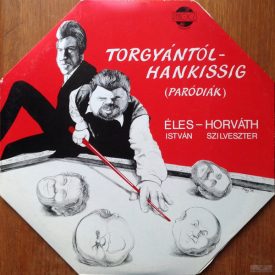 TORGYÁNTÓL-
HANKISSIG
(PARÓDIÁK)
ÉLES – HORVÁTH
ISTVÁN SZILVESZTER